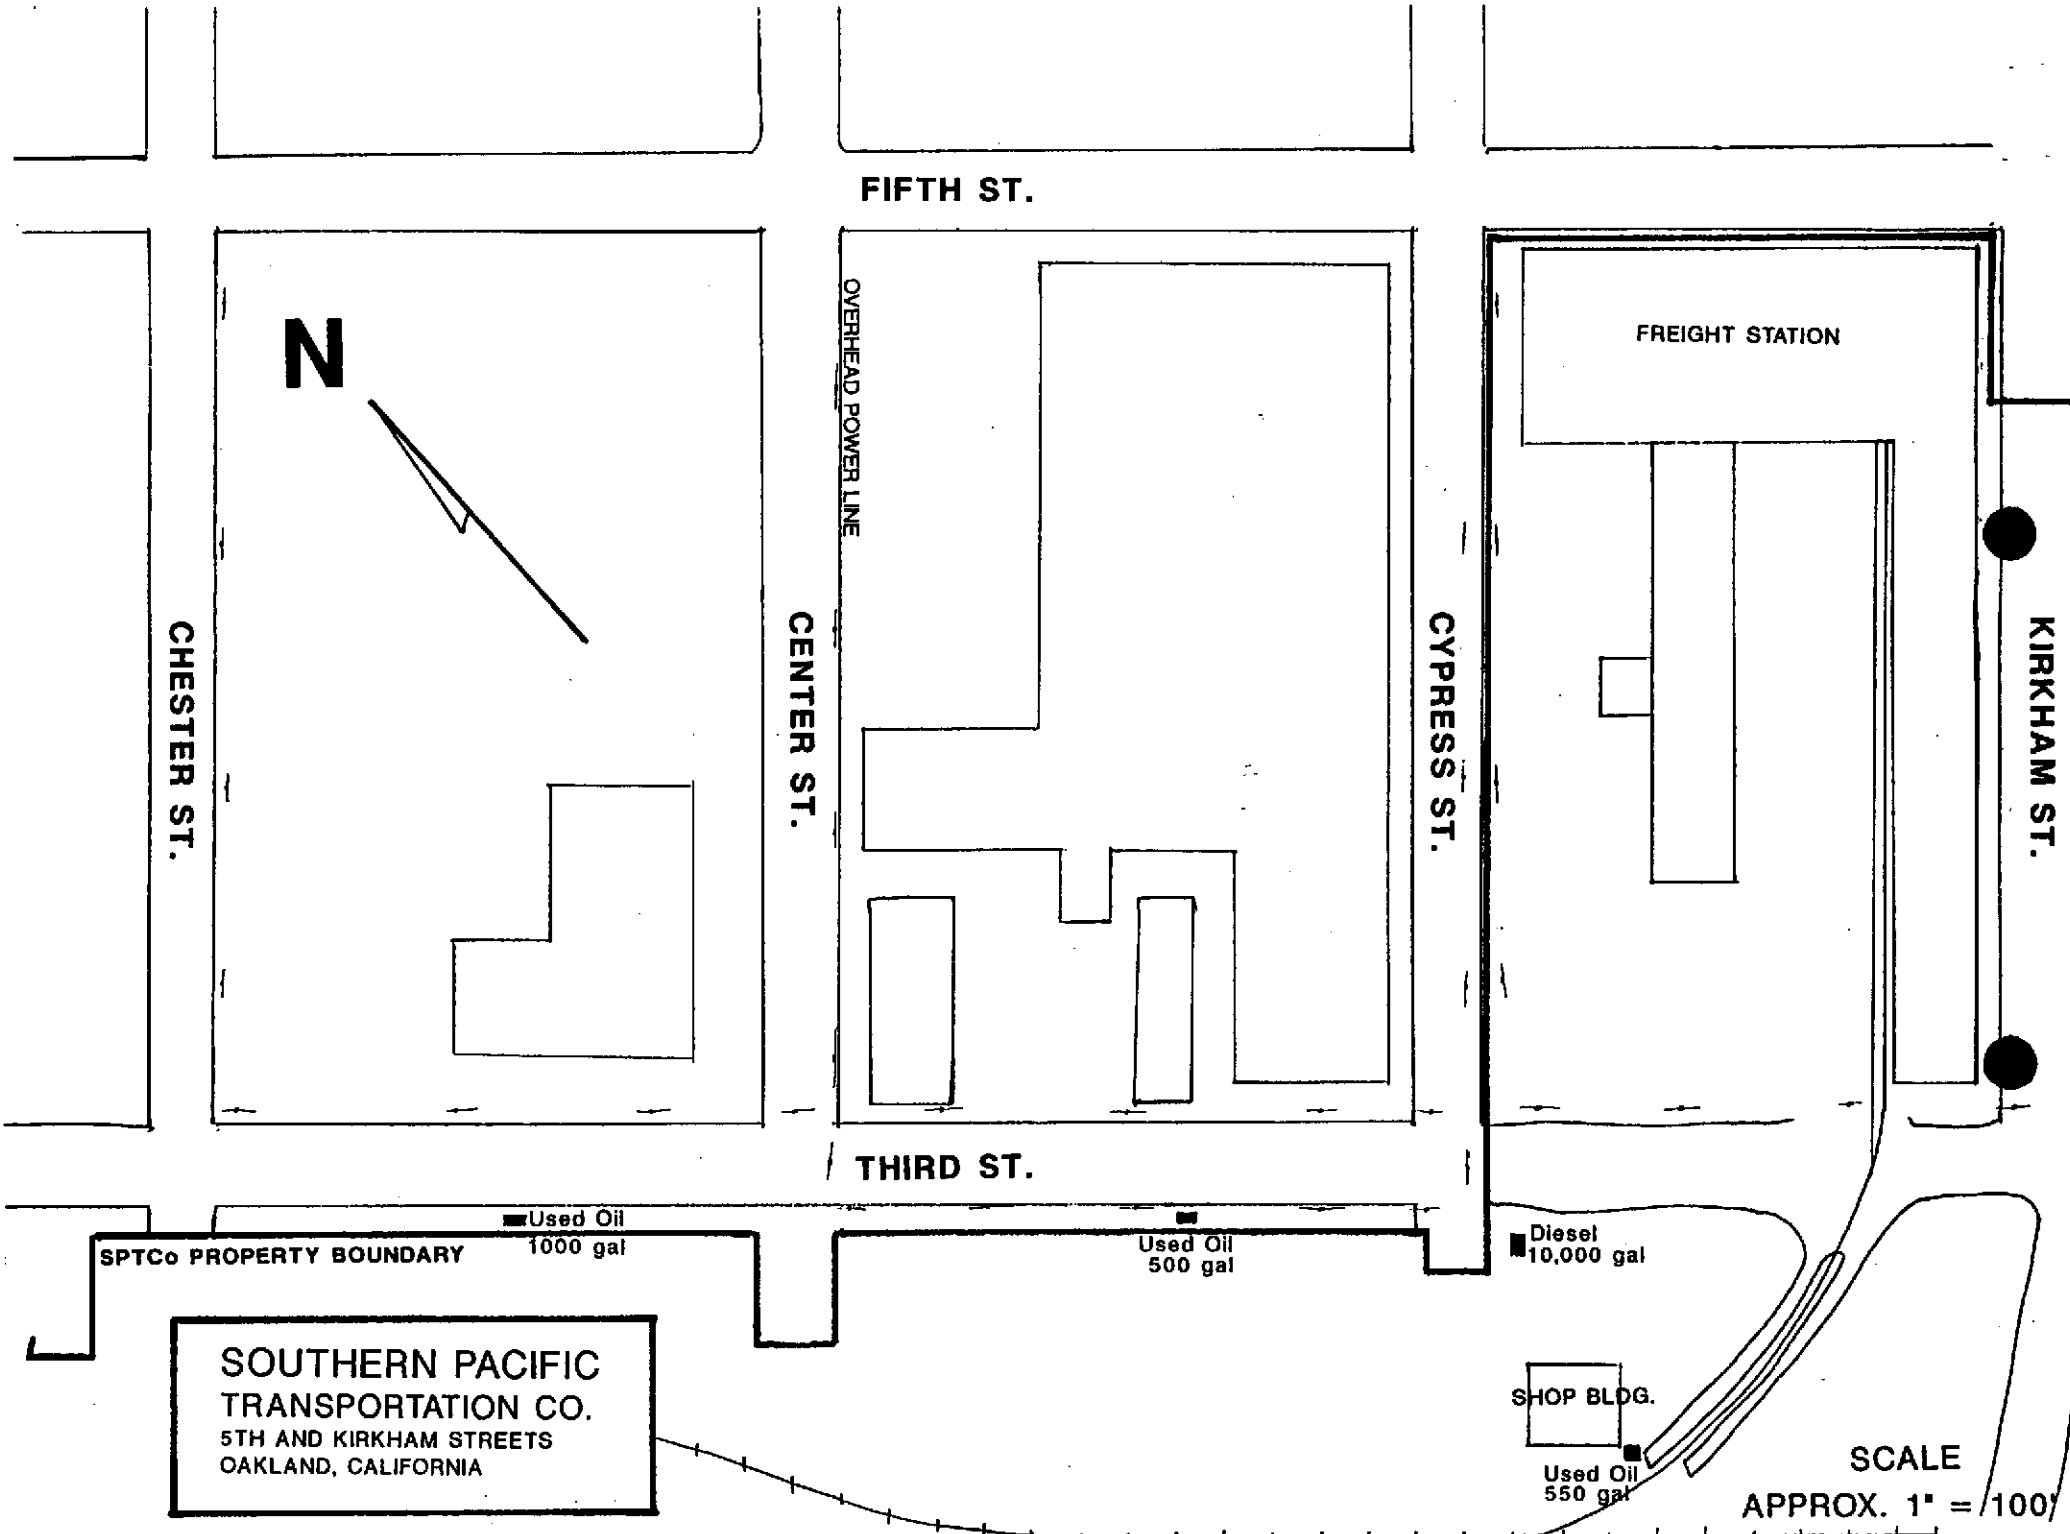 FIFTH ST.
N
OVERHEAD POWER LINE
FREIGHT STATION
CHESTER ST.
CENTER ST.
CYPRESS ST.
KIRKHAM ST.
THIRD ST.
Used Oil
1000 gal
SPTCo PROPERTY BOUNDARY
Used Oil
500 gal
Diesel
10,000 gal
SOUTHERN PACIFIC
TRANSPORTATION CO.
5TH AND KIRKHAM STREETS
OAKLAND, CALIFORNIA
SHOP BLDG.
Used Oil
550 gal
SCALE
APPROX. 1" = 100'